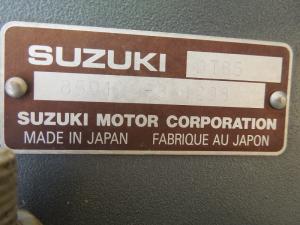 SUZUKI DT85
SUZUKI MOTOR CORPORATION
MADE IN JAPAN FABRIQUE AU JAPON